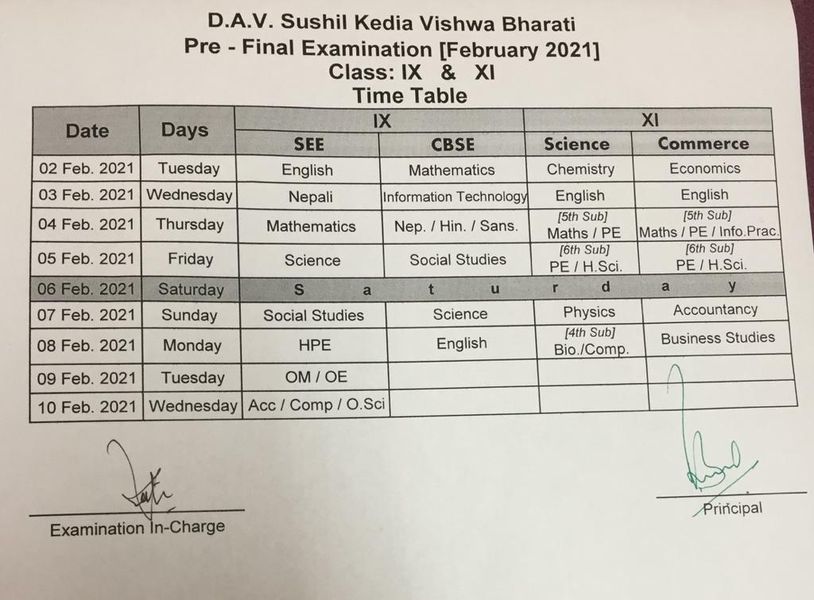 D.A.V. Sushil Kedia Vishwa Bharati
Pre - Final Examination [February 2021]
Class: IX & XI
Time Table
Date Days IX XI
SEE CBSE Science Commerce
02 Feb. 2021 Tuesday English Mathematics Chemistry Economics
03 Feb. 2021 Wednesday Nepali Information Technology English English
04 Feb. 2021 Thursday Mathematics Nep. / Hin. / Sans. [5th Sub] Maths / PE [5th Sub] Maths / PE / Info.Prac.
05 Feb. 2021 Friday Science Social Studies [6th Sub] PE / H.Sci. [6th Sub] PE / H.Sci.
06 Feb. 2021 Saturday S a t u r d a y
07 Feb. 2021 Sunday Social Studies Science Physics Accountancy
08 Feb. 2021 Monday HPE English [4th Sub] Bio./Comp. Business Studies
09 Feb. 2021 Tuesday OM / OE
10 Feb. 2021 Wednesday Acc / Comp / O.Sci
Examination In-Charge
Principal